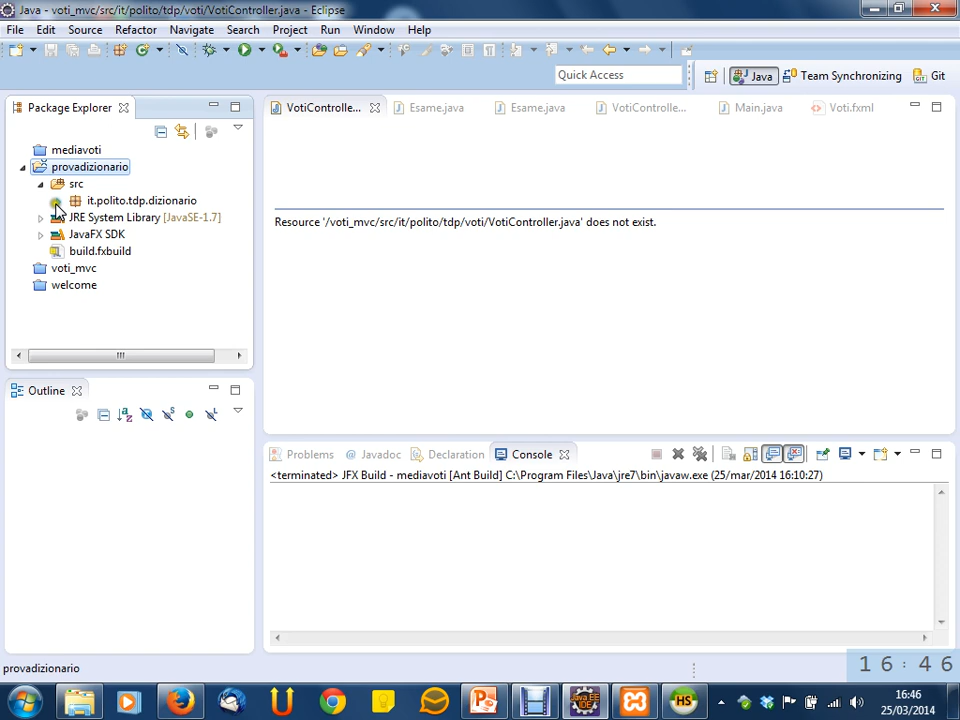 Java - voti_mvc/src/it/polito/tdp/voti/VotiController.java - Eclipse
File Edit Source Refactor Navigate Search Project Run Window Help
Quick Access
Java
Team Synchronizing
Git
Package Explorer
VotiControlle...
Esame.java
Esame.java
VotiControlle...
Main.java
Voti.fxml
mediavoti
provadizionario
src
it.polito.tdp.dizionario
JRE System Library [JavaSE-1.7]
JavaFX SDK
build.fxbuild
voti_mvc
welcome
Resource '/voti_mvc/src/it/polito/tdp/voti/VotiController.java' does not exist.
Outline
Problems
@ Javadoc
Declaration
Console
<terminated> JFX Build - mediavoti [Ant Build] C:\Program Files\Java\jre7\bin\javaw.exe (25/mar/2014 16:10:27)
provadizionario
16:46
Java EE
IDE
HS
16:46
25/03/2014